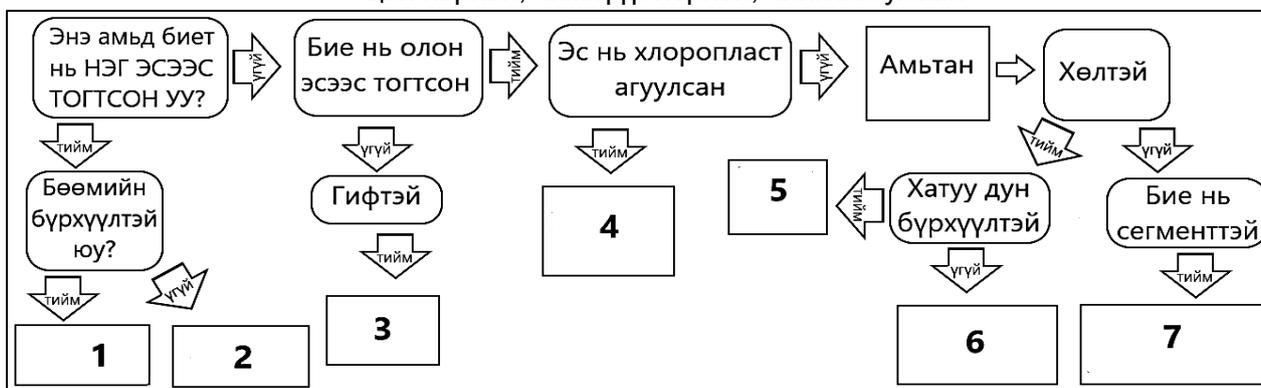 Энэ амьд биет
нь НЭГ ЭСЭЭС
ТОГТСОН УУ?
үгүй
Бие нь олон
эсээс тогтсон
тийм
Эс нь хлоропласт
агуулсан
үгүй
Амьтан
Хөлтэй
тийм
үгүй
тийм
тийм
үгүй
Бөөмийн
бүрхүүлтэй
юу?
Гифтэй
4
5
тийм
Хатуу дун
бүрхүүлтэй
Бие нь
сегменттэй
тийм
үгүй
тийм
үгүй
тийм
1
2
3
6
7